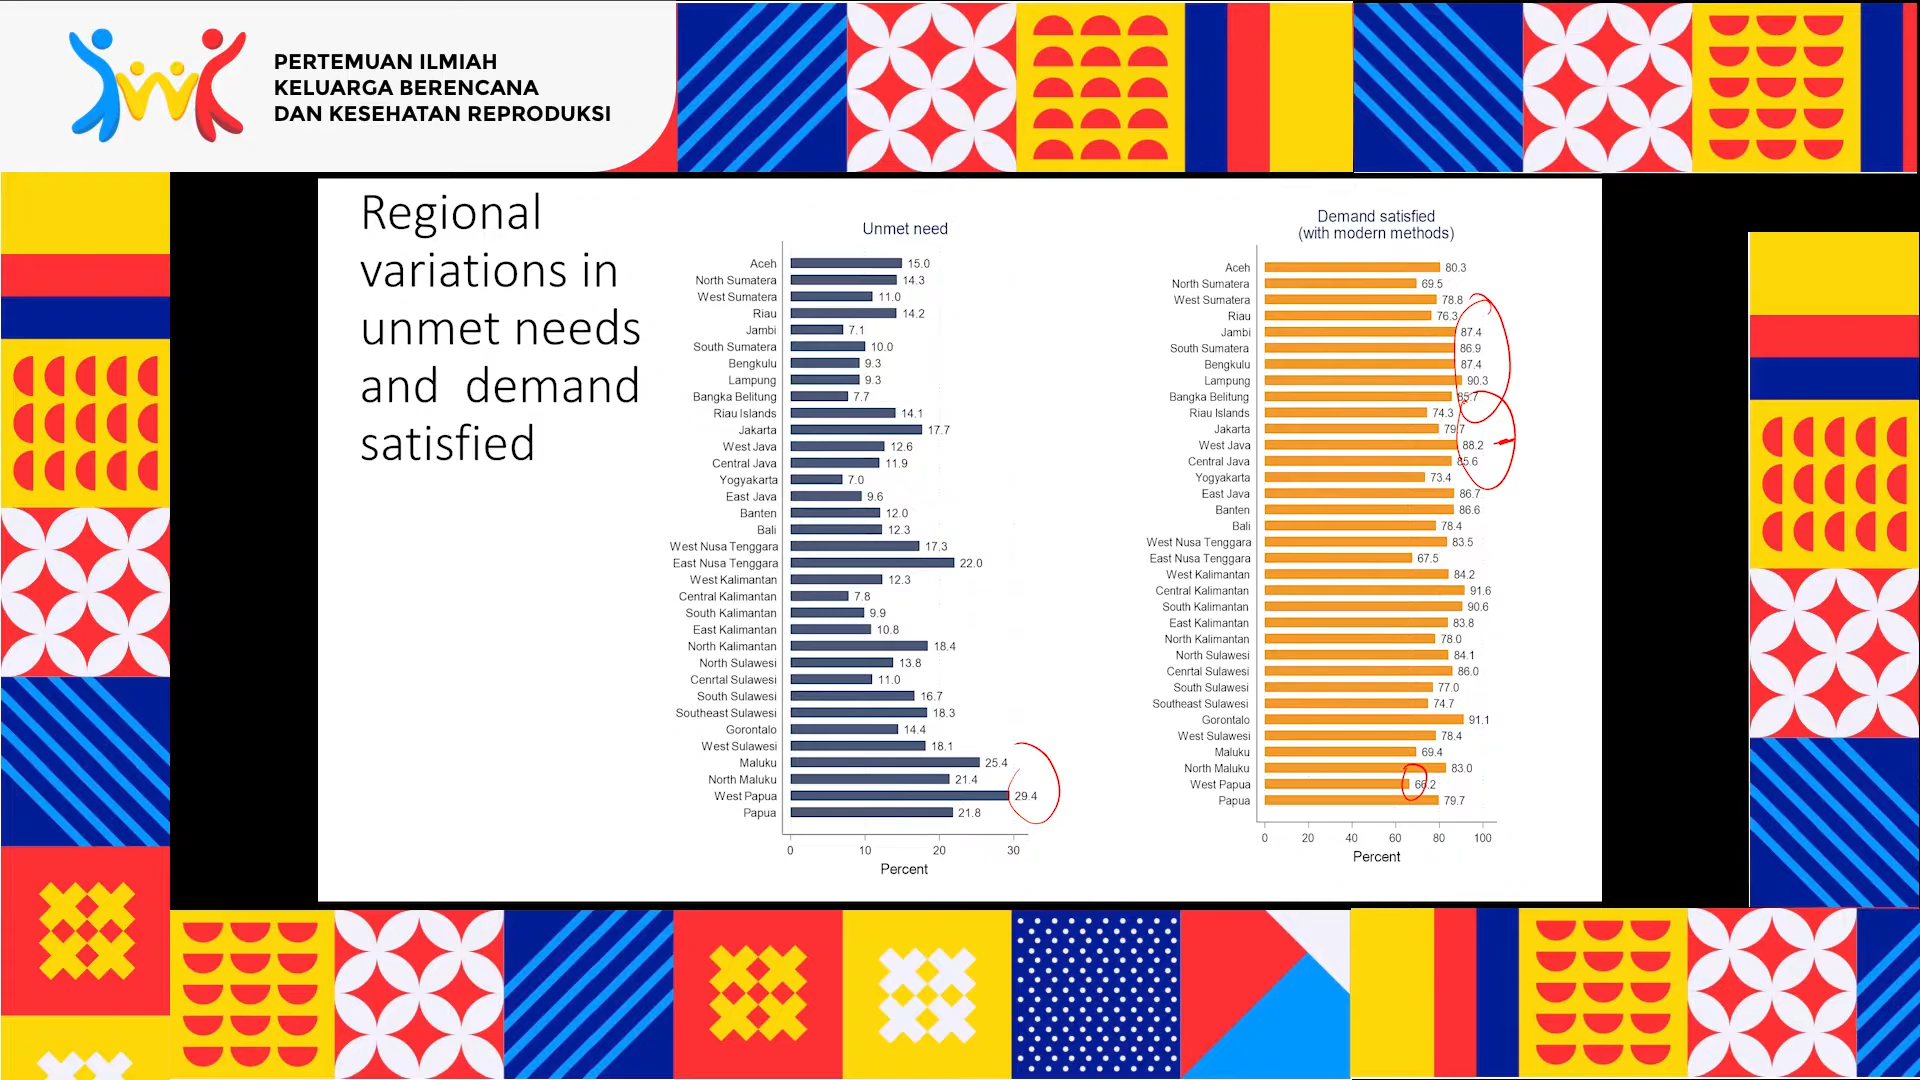 PERTEMUAN ILMIAH
KELUARGA BERENCANA
DAN KESEHATAN REPRODUKSI
Regional
variations in
unmet needs
and demand
satisfied
Unmet need
Aceh 15.0
North Sumatera 14.3
West Sumatera 11.0
Riau 14.2
Jambi 7.1
South Sumatera 10.0
Bengkulu 9.3
Lampung 9.3
Bangka Belitung 7.7
Riau Islands 14.1
Jakarta 17.7
West Java 12.6
Central Java 11.9
Yogyakarta 7.0
East Java 9.6
Banten 12.0
Bali 12.3
West Nusa Tenggara 17.3
East Nusa Tenggara 22.0
West Kalimantan 12.3
Central Kalimantan 7.8
South Kalimantan 9.9
East Kalimantan 10.8
North Kalimantan 18.4
North Sulawesi 13.8
Cenrtal Sulawesi 11.0
South Sulawesi 16.7
Southeast Sulawesi 18.3
Gorontalo 14.4
West Sulawesi 18.1
Maluku 25.4
North Maluku 21.4
West Papua 29.4
Papua 21.8
0 10 20 30
Percent
Demand satisfied
(with modern methods)
Aceh 80.3
North Sumatera 69.5
West Sumatera 78.8
Riau 76.3
Jambi 87.4
South Sumatera 86.9
Bengkulu 87.4
Lampung 90.3
Bangka Belitung 85.7
Riau Islands 74.3
Jakarta 79.7
West Java 88.2
Central Java 85.6
Yogyakarta 73.4
East Java 86.7
Banten 86.6
Bali 78.4
West Nusa Tenggara 83.5
East Nusa Tenggara 67.5
West Kalimantan 84.2
Central Kalimantan 91.6
South Kalimantan 90.6
East Kalimantan 83.8
North Kalimantan 78.0
North Sulawesi 84.1
Cenrtal Sulawesi 86.0
South Sulawesi 77.0
Southeast Sulawesi 74.7
Gorontalo 91.1
West Sulawesi 78.4
Maluku 69.4
North Maluku 83.0
West Papua 66.2
Papua 79.7
0 20 40 60 80 100
Percent